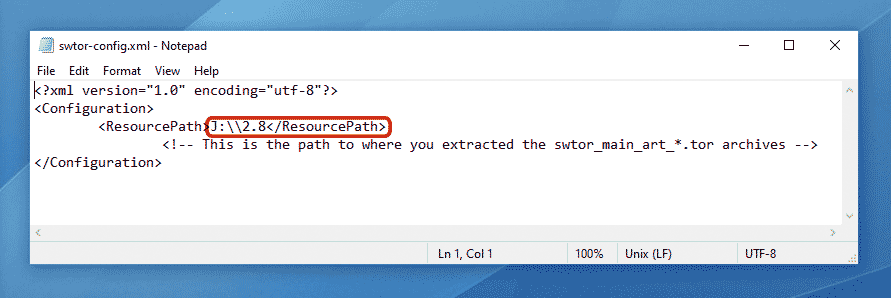 swtor-config.xml - Notepad
File Edit Format View Help
<?xml version="1.0" encoding="utf-8"?>
<Configuration>
<ResourcePath>J:\\2.8</ResourcePath>
<!-- This is the path to where you extracted the swtor_main_art_*.tor archives -->
</Configuration>
Ln 1, Col 1 100% Unix (LF) UTF-8